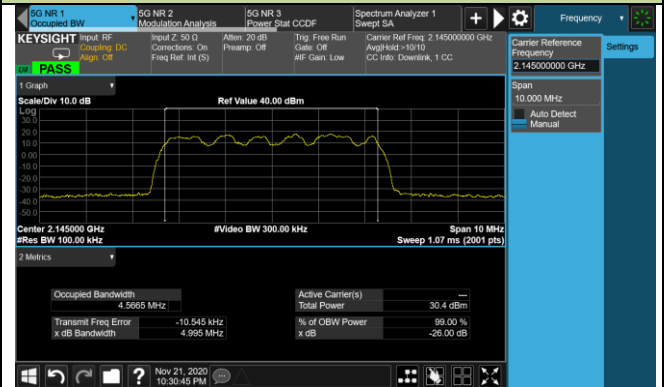 5G NR 1
Occupied BW
5G NR 2
Modulation Analysis
5G NR 3
Power Stat CCDF
Spectrum Analyzer 1
Swept SA
Frequency
KEYSIGHT
Input: RF
Coupling: DC
Align: Off
Input Z: 50 Ω
Corrections: On
Freq Ref: Int (S)
Atten: 20 dB
Preamp: Off
Trig: Free Run
Gate: Off
#IF Gain: Low
Carrier Ref Freq: 2.145000000 GHz
Avg|Hold:>10/10
CC Info: Downlink, 1 CC
PASS
Carrier Reference
Frequency
2.145000000 GHz
Settings
Span
10.000 MHz
Auto Detect
Manual
1 Graph
Scale/Div 10.0 dB
Ref Value 40.00 dBm
Log
30.0
20.0
10.0
0.00
-10.0
-20.0
-30.0
-40.0
-50.0
Center 2.145000 GHz
#Video BW 300.00 kHz
Span 10 MHz
#Res BW 100.00 kHz
Sweep 1.07 ms (2001 pts)
2 Metrics
Occupied Bandwidth
4.5665 MHz
Active Carrier(s)
---
Total Power
30.4 dBm
Transmit Freq Error
-10.545 kHz
x dB Bandwidth
4.995 MHz
% of OBW Power
99.00 %
x dB
-26.00 dB
Nov 21, 2020
10:30:45 PM